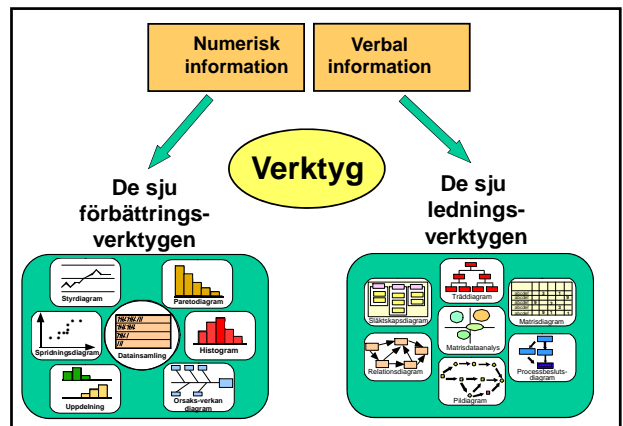 Numerisk
information
Verbal
information
Verktyg
De sju
förbättrings-
verktygen
De sju
lednings-
verktygen
Styrdiagram
Paretodiagram
Spridningsdiagram
Datainsamling
Histogram
Uppdelning
Orsaks-verkan
diagram
Släktskapsdiagram
Träddiagram
Matrisdiagram
Matrisdataanalys
Relationsdiagram
Processbesluts-
diagram
Pildiagram